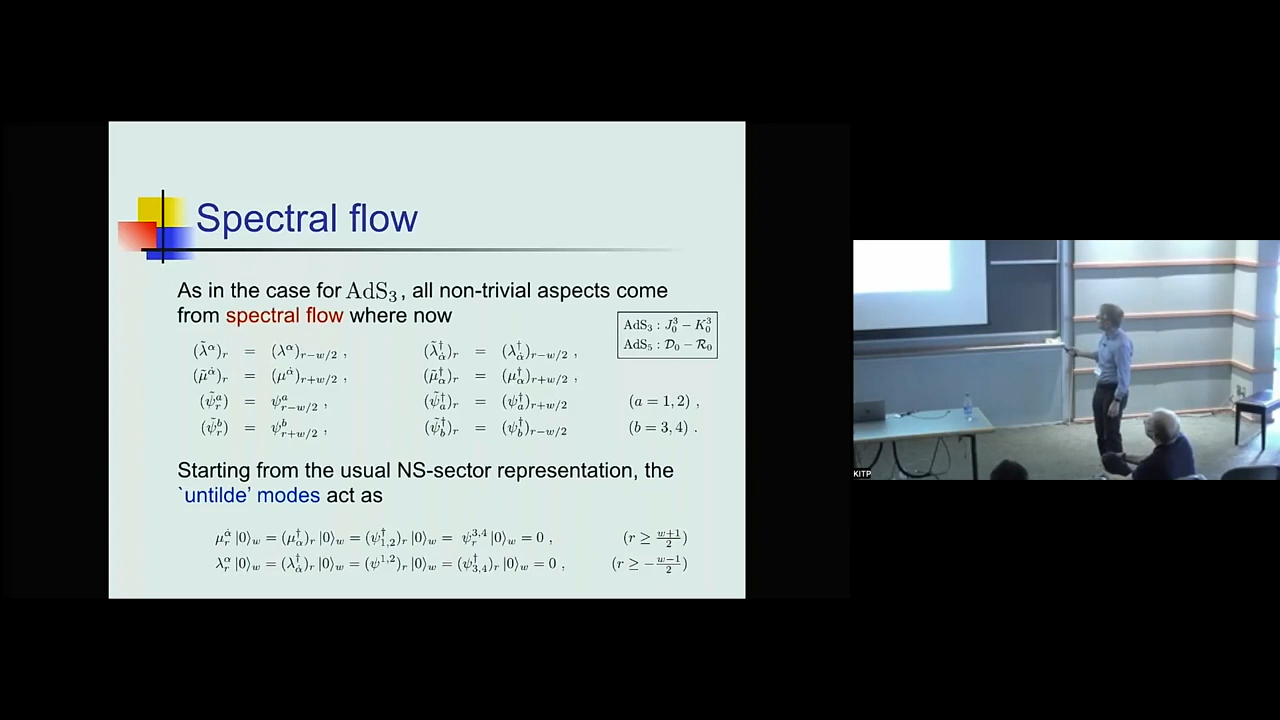 Spectral flow
As in the case for AdS₃, all non-trivial aspects come
from spectral flow where now
AdS₃ : J₀³ − K₀³
AdS₅ : 𝒟₀ − ℛ₀
(λ̃^α)_r = (λ^α)_{r−w/2} , (λ̃^†_α̇)_r = (λ^†_α̇)_{r−w/2} ,
(μ̃^α̇)_r = (μ^α̇)_{r+w/2} , (μ̃^†_α)_r = (μ^†_α)_{r+w/2} ,
(ψ̃^a_r) = ψ^a_{r−w/2} , (ψ̃^†_a)_r = (ψ^†_a)_{r+w/2} (a = 1, 2) ,
(ψ̃^b_r) = ψ^b_{r+w/2} , (ψ̃^†_b)_r = (ψ^†_b)_{r−w/2} (b = 3, 4) .
Starting from the usual NS-sector representation, the
`untilde' modes act as
μ^α̇_r |0⟩_w = (μ^†_α)_r |0⟩_w = (ψ^†_{1,2})_r |0⟩_w = ψ^{3,4}_r |0⟩_w = 0 , (r ≥ (w+1)/2)
λ^α_r |0⟩_w = (λ^†_α̇)_r |0⟩_w = (ψ^{1,2})_r |0⟩_w = (ψ^†_{3,4})_r |0⟩_w = 0 , (r ≥ −(w−1)/2)
KITP